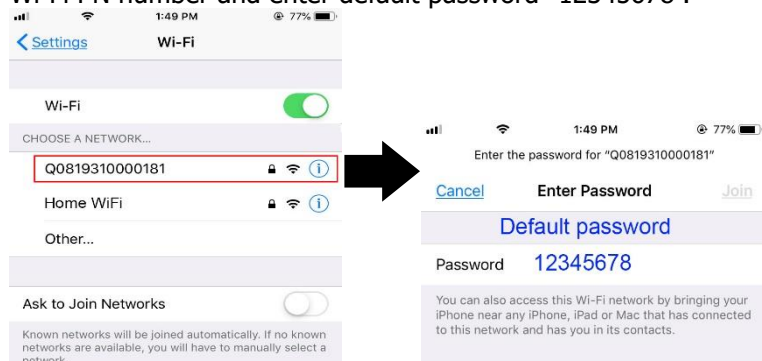 Wi-Fi PN number and enter default password "12345678".
1:49 PM
77%
Settings
Wi-Fi
Wi-Fi
CHOOSE A NETWORK...
Q0819310000181
Home WiFi
Other...
Ask to Join Networks
Known networks will be joined automatically. If no known
networks are available, you will have to manually select a
network.
1:49 PM
77%
Enter the password for "Q0819310000181"
Cancel
Enter Password
Join
Default password
Password 12345678
You can also access this Wi-Fi network by bringing your
iPhone near any iPhone, iPad or Mac that has connected
to this network and has you in its contacts.